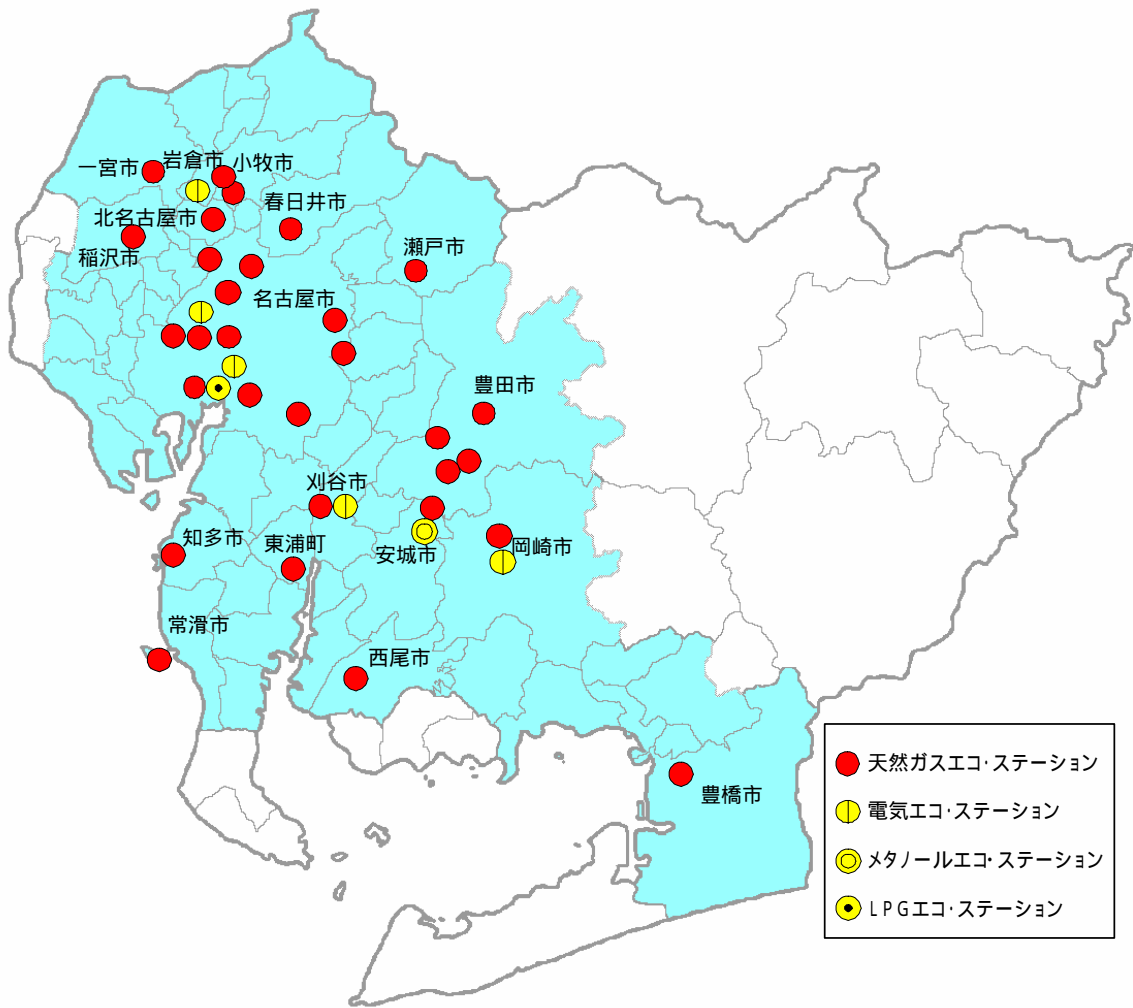 一宮市
岩倉市
小牧市
春日井市
北名古屋市
稲沢市
瀬戸市
名古屋市
豊田市
刈谷市
知多市
東浦町
安城市
岡崎市
常滑市
西尾市
豊橋市
天然ガスエコ・ステーション
電気エコ・ステーション
メタノールエコ・ステーション
LPGエコ・ステーション